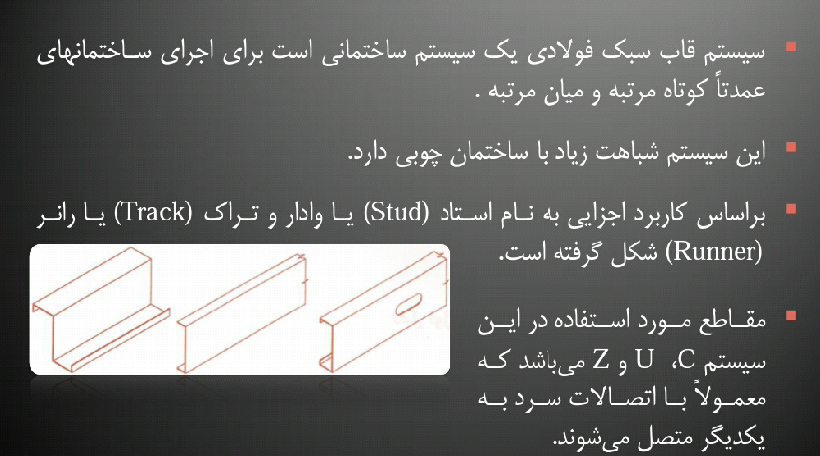 سیستم قاب سبک فولادی یک سیستم ساختمانی است برای اجرای ساختمانهای
عمدتاً کوتاه مرتبه و میان مرتبه .
این سیستم شباهت زیاد با ساختمان چوبی دارد.
براساس کاربرد اجزایی به نام استاد (Stud) یا وادار و تراک (Track) یا رانر
(Runner) شکل گرفته است.
مقاطع مورد استفاده در این
سیستم C، U و Z می‌باشد که
معمولاً با اتصالات سرد به
یکدیگر متصل می‌شوند.